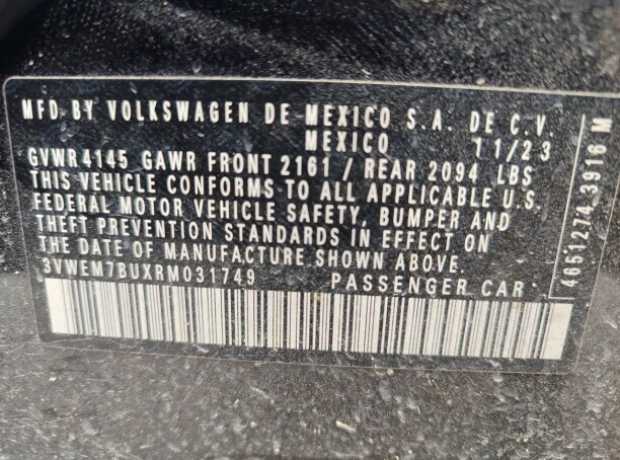 MFD. BY VOLKSWAGEN DE MEXICO S.A. DE C.V.
MEXICO 11/23
GVWR 4145 GAWR FRONT 2161 / REAR 2094 LBS
THIS VEHICLE CONFORMS TO ALL APPLICABLE U.S.
FEDERAL MOTOR VEHICLE SAFETY, BUMPER AND
THEFT PREVENTION STANDARDS IN EFFECT ON
THE DATE OF MANUFACTURE SHOWN ABOVE.
3VWEM7BUXRM031749 PASSENGER CAR
4651274 3916 M